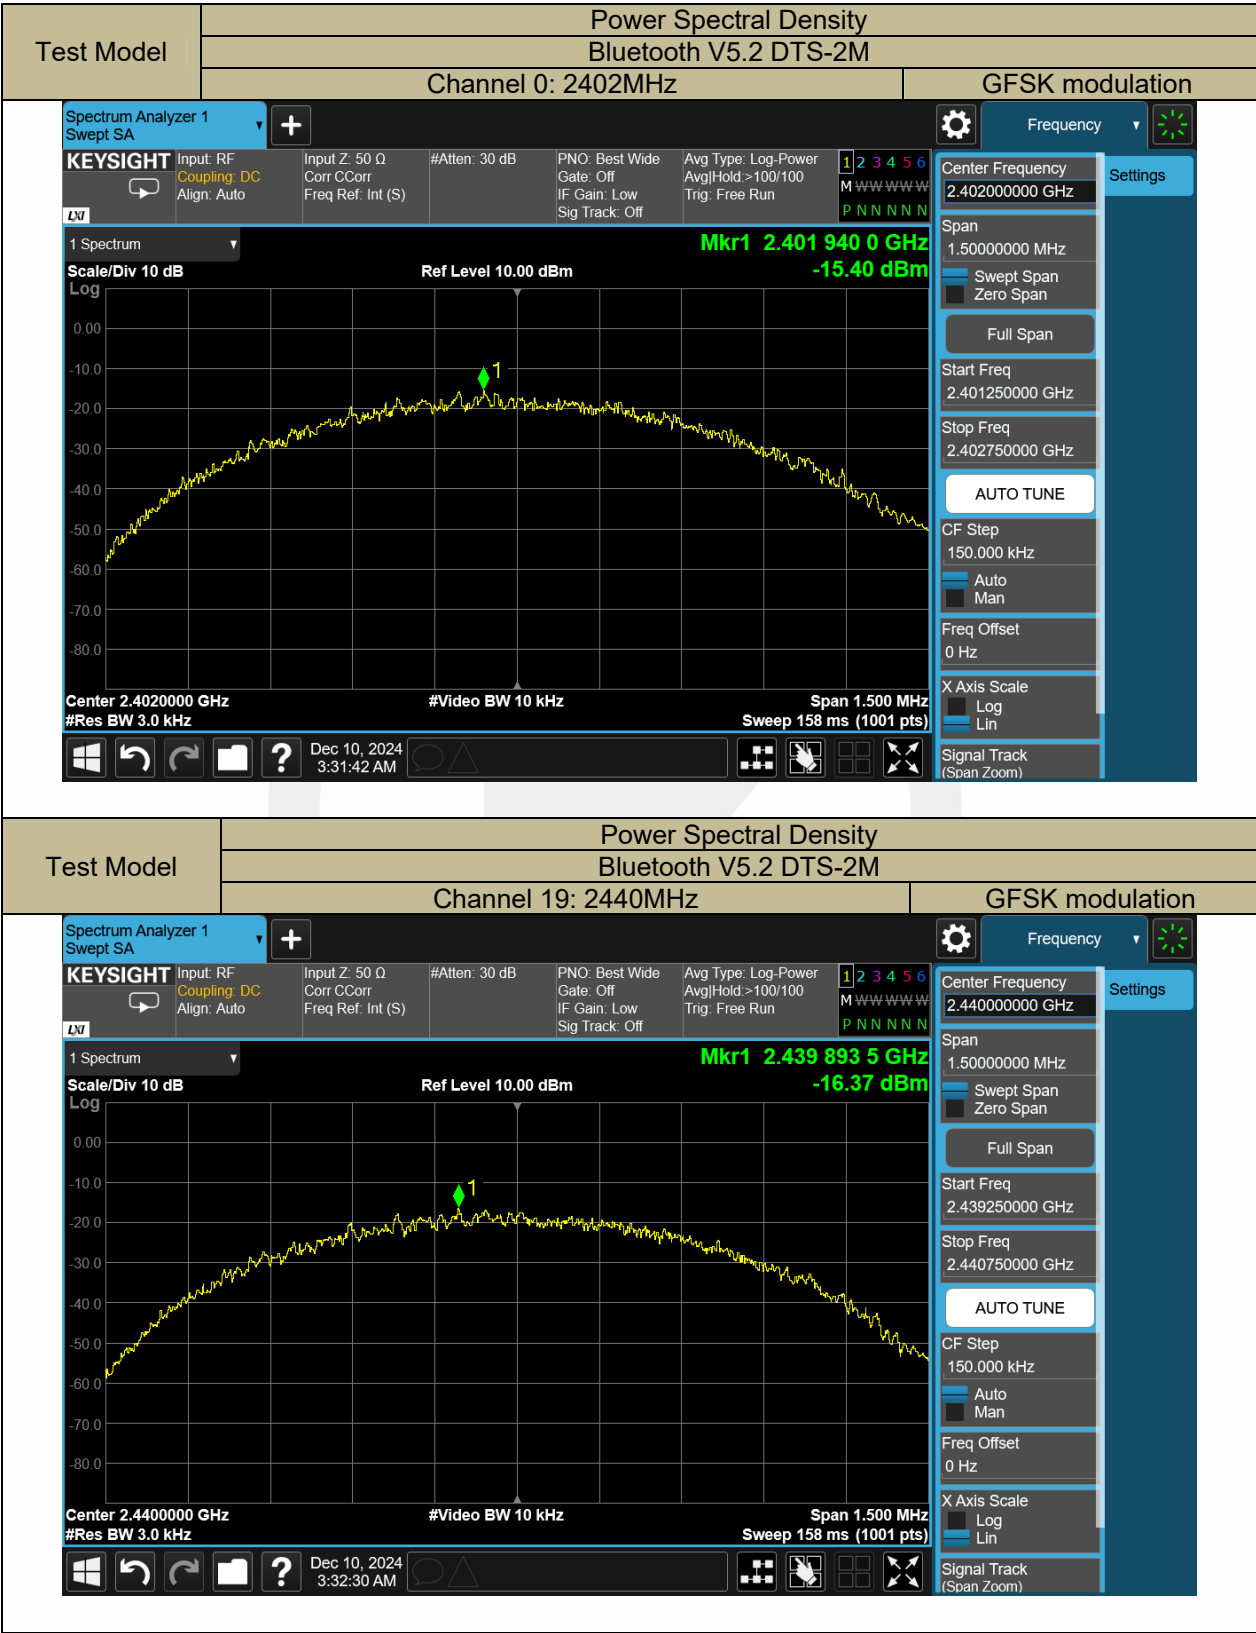 Test Model
Power Spectral Density
Bluetooth V5.2 DTS-2M
Channel 0: 2402MHz
GFSK modulation
Spectrum Analyzer 1
Swept SA
Frequency
KEYSIGHT
Input: RF
Coupling: DC
Align: Auto
Input Z: 50 Ω
Corr CCorr
Freq Ref: Int (S)
#Atten: 30 dB
PNO: Best Wide
Gate: Off
IF Gain: Low
Sig Track: Off
Avg Type: Log-Power
Avg|Hold:>100/100
Trig: Free Run
1 2 3 4 5 6
M W W W W W
P N N N N N
LXI
Center Frequency
2.402000000 GHz
Settings
Span
1.50000000 MHz
Swept Span
Zero Span
Full Span
Start Freq
2.401250000 GHz
Stop Freq
2.402750000 GHz
AUTO TUNE
CF Step
150.000 kHz
Auto
Man
Freq Offset
0 Hz
X Axis Scale
Log
Lin
Signal Track
(Span Zoom)
1 Spectrum
Mkr1 2.401 940 0 GHz
Scale/Div 10 dB
Ref Level 10.00 dBm
-15.40 dBm
Log
0.00
-10.0
-20.0
-30.0
-40.0
-50.0
-60.0
-70.0
-80.0
1
Center 2.4020000 GHz
#Video BW 10 kHz
Span 1.500 MHz
#Res BW 3.0 kHz
Sweep 158 ms (1001 pts)
Dec 10, 2024
3:31:42 AM
Test Model
Power Spectral Density
Bluetooth V5.2 DTS-2M
Channel 19: 2440MHz
GFSK modulation
Spectrum Analyzer 1
Swept SA
Frequency
KEYSIGHT
Input: RF
Coupling: DC
Align: Auto
Input Z: 50 Ω
Corr CCorr
Freq Ref: Int (S)
#Atten: 30 dB
PNO: Best Wide
Gate: Off
IF Gain: Low
Sig Track: Off
Avg Type: Log-Power
Avg|Hold:>100/100
Trig: Free Run
1 2 3 4 5 6
M W W W W W
P N N N N N
LXI
Center Frequency
2.440000000 GHz
Settings
Span
1.50000000 MHz
Swept Span
Zero Span
Full Span
Start Freq
2.439250000 GHz
Stop Freq
2.440750000 GHz
AUTO TUNE
CF Step
150.000 kHz
Auto
Man
Freq Offset
0 Hz
X Axis Scale
Log
Lin
Signal Track
(Span Zoom)
1 Spectrum
Mkr1 2.439 893 5 GHz
Scale/Div 10 dB
Ref Level 10.00 dBm
-16.37 dBm
Log
0.00
-10.0
-20.0
-30.0
-40.0
-50.0
-60.0
-70.0
-80.0
1
Center 2.4400000 GHz
#Video BW 10 kHz
Span 1.500 MHz
#Res BW 3.0 kHz
Sweep 158 ms (1001 pts)
Dec 10, 2024
3:32:30 AM